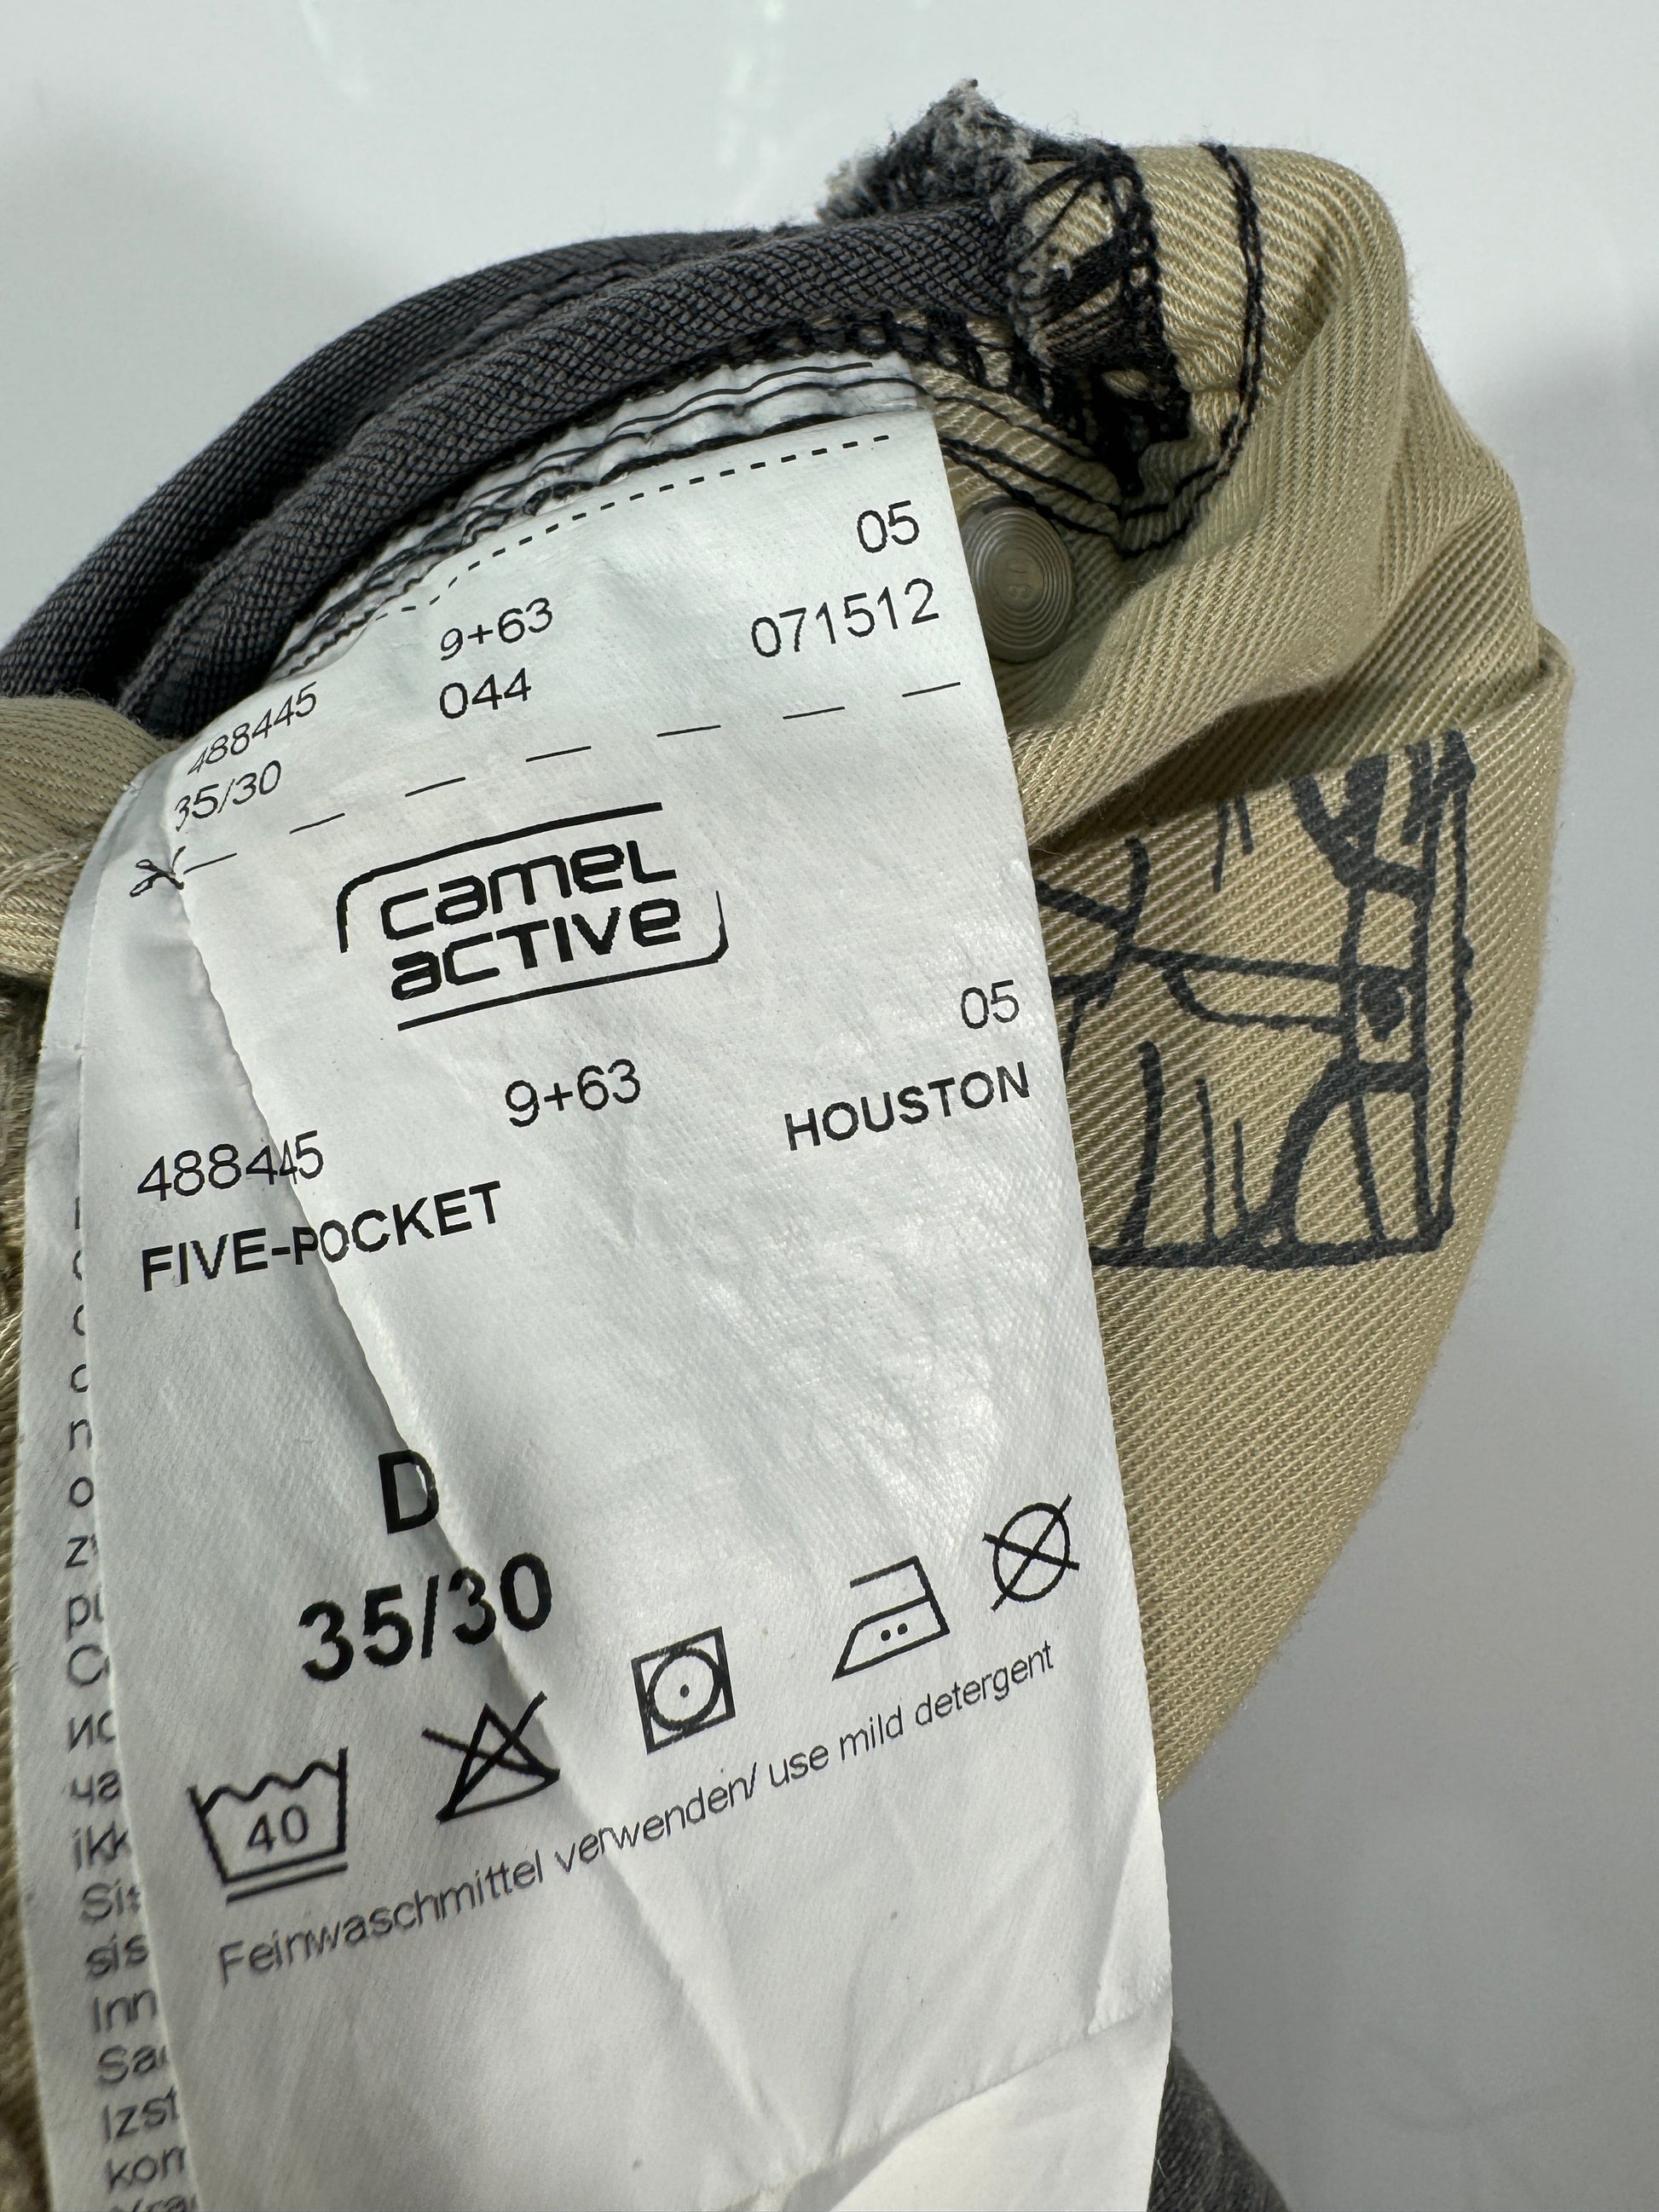 05
9+63
071512
488445
044
35/30
camel
active
05
9+63
HOUSTON
488445
FIVE-POCKET
D
35/30
40
Feinwaschmittel verwenden/ use mild detergent